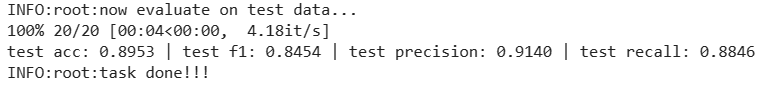 INFO:root:now evaluate on test data...
100% 20/20 [00:04<00:00,  4.18it/s]
test acc: 0.8953 | test f1: 0.8454 | test precision: 0.9140 | test recall: 0.8846
INFO:root:task done!!!